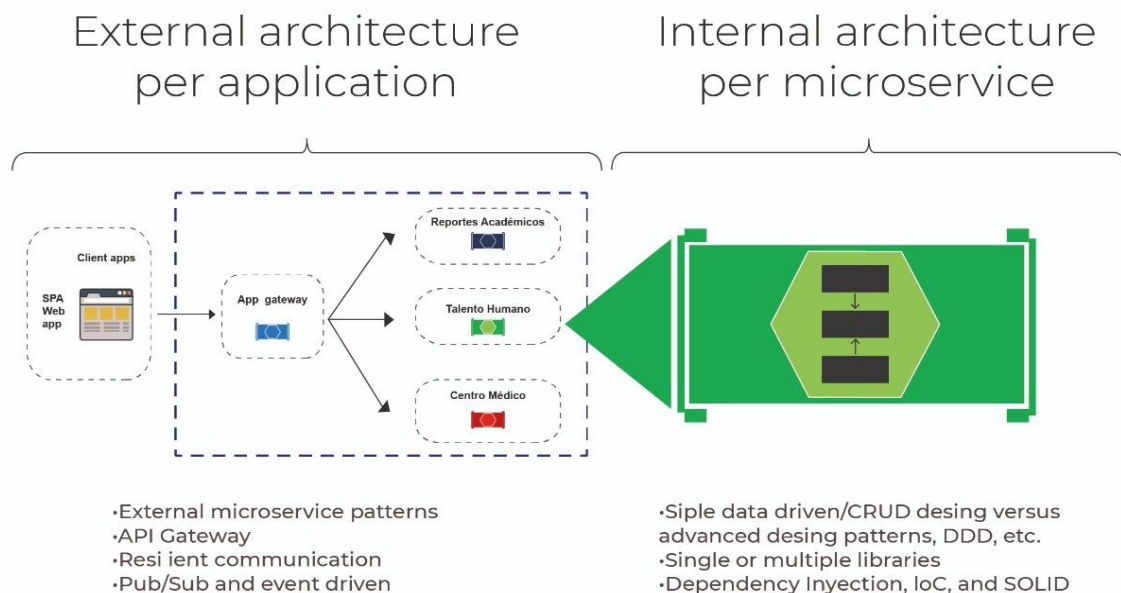 External architecture
per application
Internal architecture
per microservice
Client apps
SPA
Web
app
App gateway
Reportes Académicos
Talento Humano
Centro Médico
•External microservice patterns
•API Gateway
•Resi ient communication
•Pub/Sub and event driven
•Siple data driven/CRUD desing versus
advanced desing patterns, DDD, etc.
•Single or multiple libraries
•Dependency Inyection, loC, and SOLID